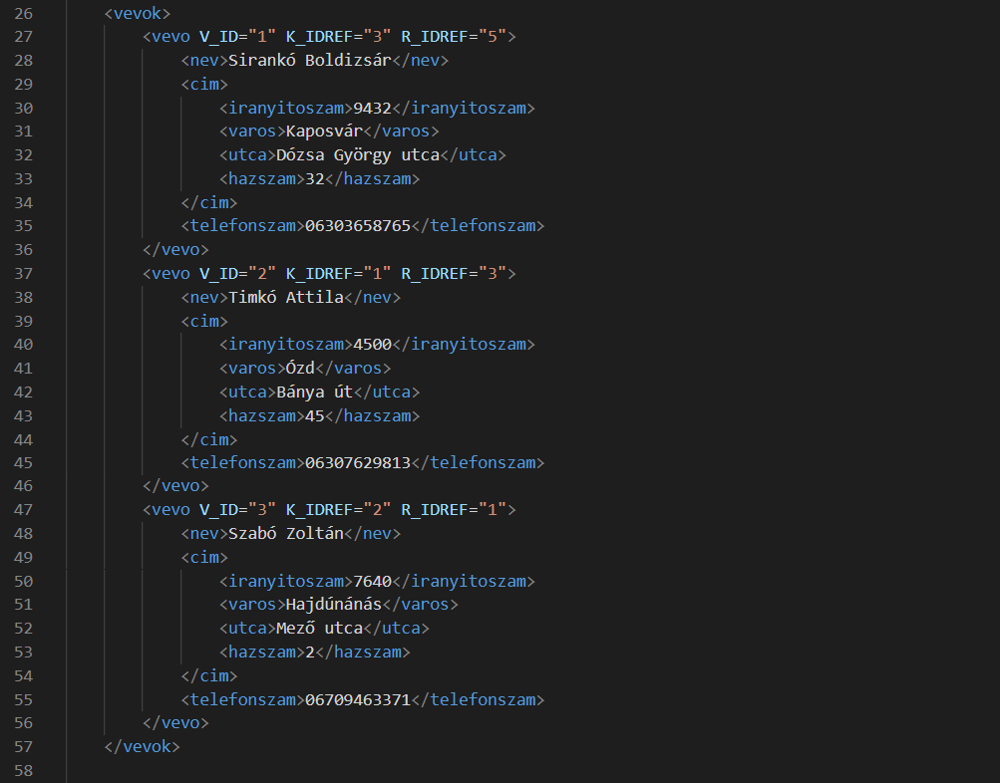 26 <vevok>
27 <vevo V_ID="1" K_IDREF="3" R_IDREF="5">
28 <nev>Sirankó Boldizsár</nev>
29 <cim>
30 <iranyitoszam>9432</iranyitoszam>
31 <varos>Kaposvár</varos>
32 <utca>Dózsa György utca</utca>
33 <hazszam>32</hazszam>
34 </cim>
35 <telefonszam>06303658765</telefonszam>
36 </vevo>
37 <vevo V_ID="2" K_IDREF="1" R_IDREF="3">
38 <nev>Timkó Attila</nev>
39 <cim>
40 <iranyitoszam>4500</iranyitoszam>
41 <varos>Ózd</varos>
42 <utca>Bánya út</utca>
43 <hazszam>45</hazszam>
44 </cim>
45 <telefonszam>06307629813</telefonszam>
46 </vevo>
47 <vevo V_ID="3" K_IDREF="2" R_IDREF="1">
48 <nev>Szabó Zoltán</nev>
49 <cim>
50 <iranyitoszam>7640</iranyitoszam>
51 <varos>Hajdúnánás</varos>
52 <utca>Mező utca</utca>
53 <hazszam>2</hazszam>
54 </cim>
55 <telefonszam>06709463371</telefonszam>
56 </vevo>
57 </vevok>
58